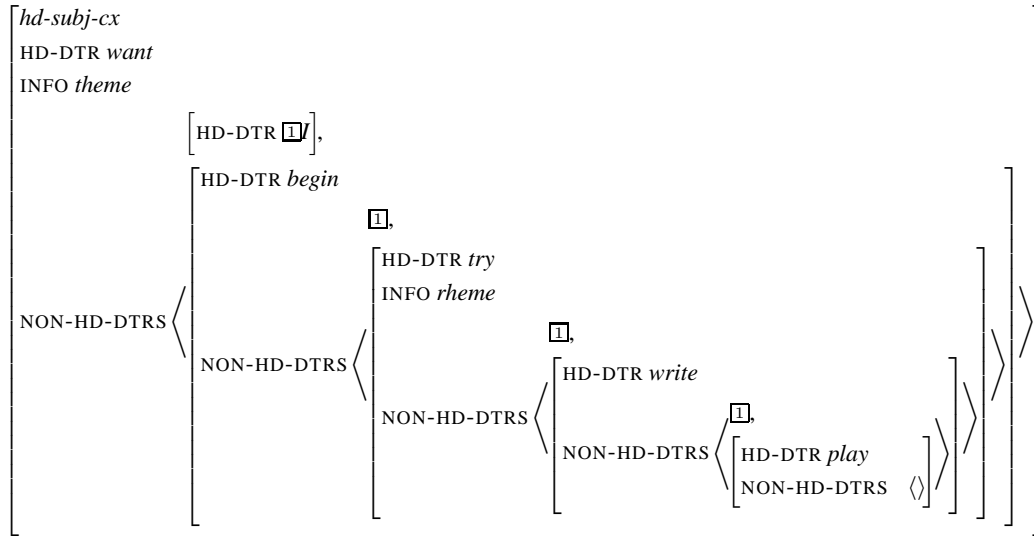 hd-subj-cx
HD-DTR want
INFO theme
HD-DTR 1 I ,
HD-DTR begin
1 ,
HD-DTR try
INFO rheme
NON-HD-DTRS
1 ,
NON-HD-DTRS
HD-DTR write
NON-HD-DTRS
1 ,
NON-HD-DTRS
HD-DTR play
NON-HD-DTRS ⟨⟩